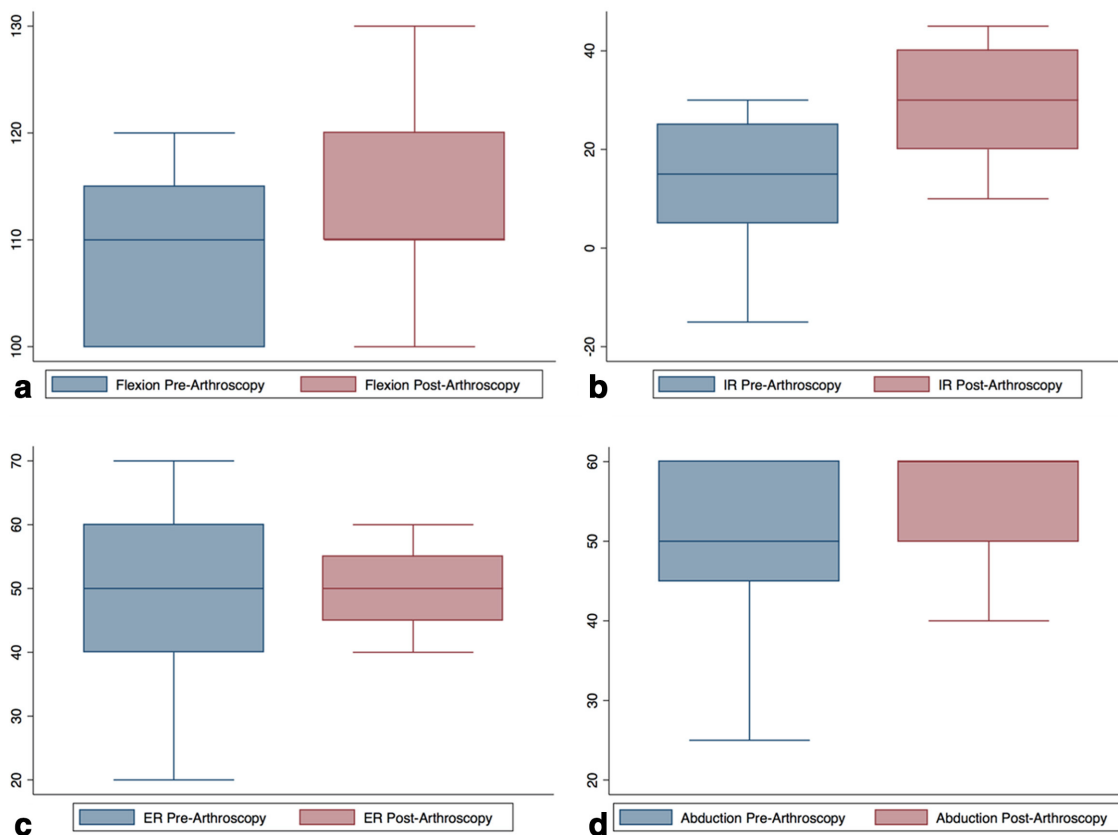 130
120
110
100
a
Flexion Pre-Arthroscopy Flexion Post-Arthroscopy
40
20
0
-20
b
IR Pre-Arthroscopy IR Post-Arthroscopy
70
60
50
40
30
20
c
ER Pre-Arthroscopy ER Post-Arthroscopy
60
50
40
30
20
d
Abduction Pre-Arthroscopy Abduction Post-Arthroscopy